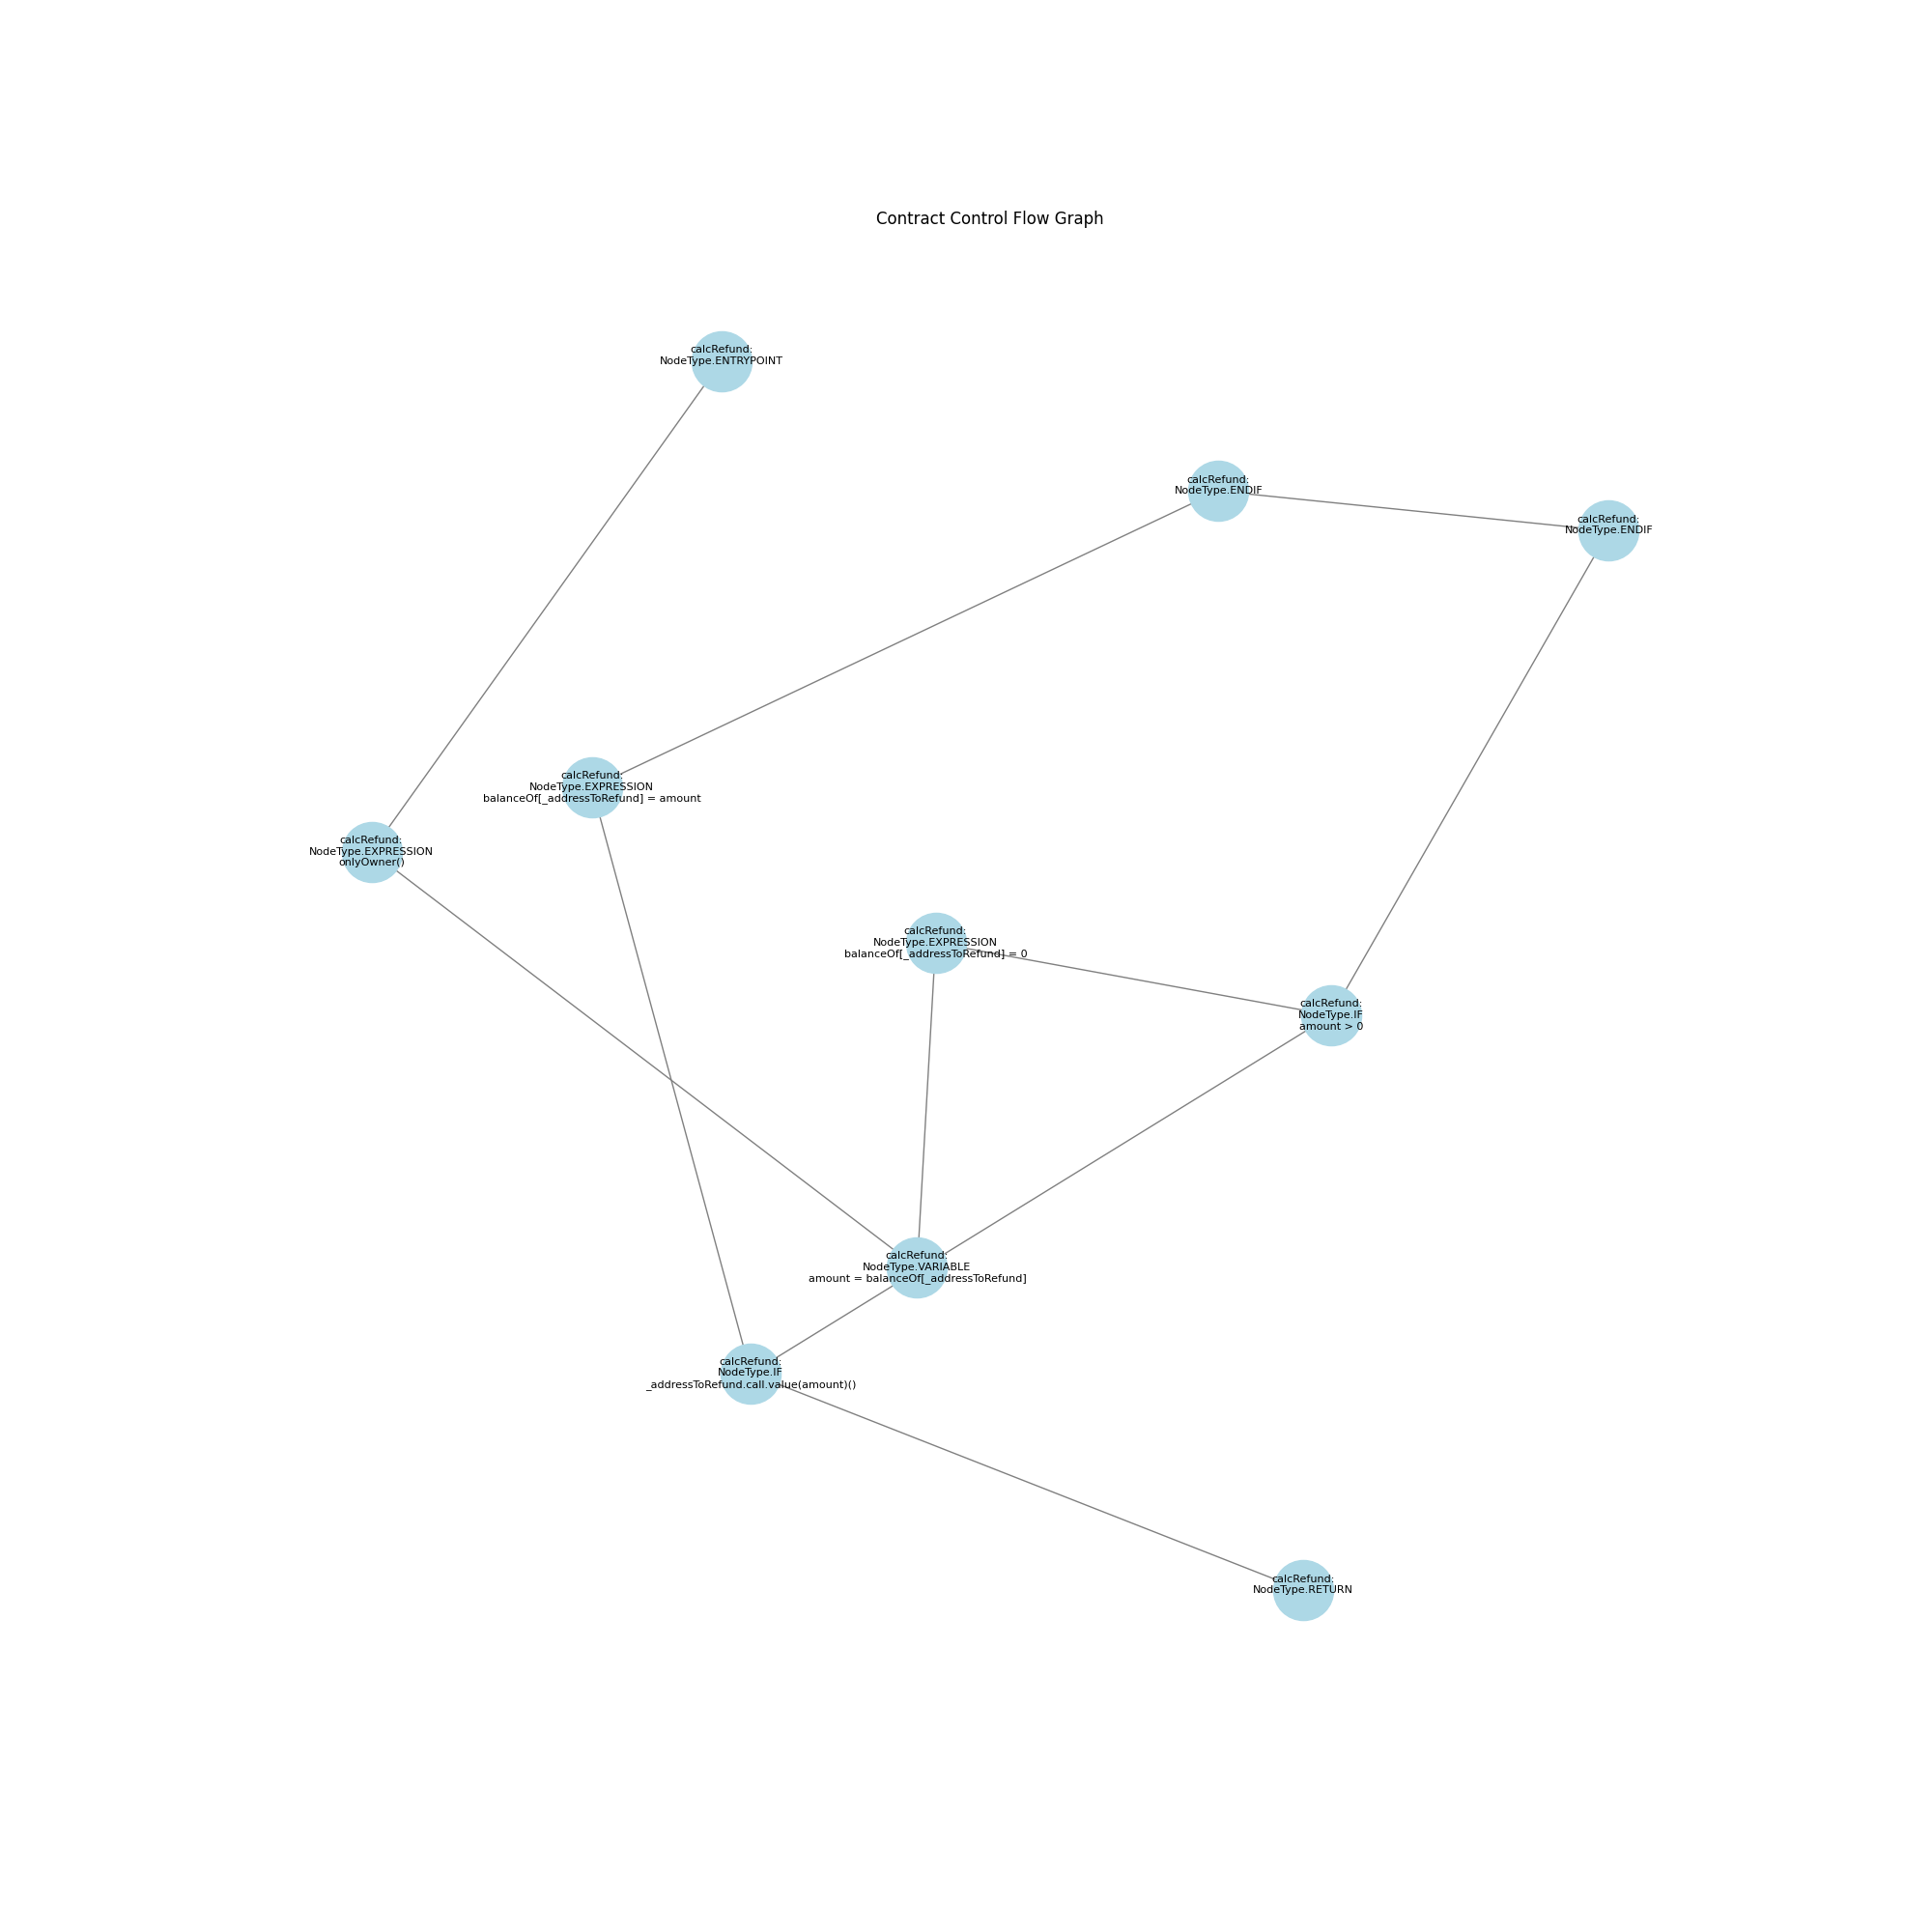 Contract Control Flow Graph
calcRefund:
NodeType.ENTRYPOINT
calcRefund:
NodeType.ENDIF
calcRefund:
NodeType.ENDIF
calcRefund:
NodeType.EXPRESSION
balanceOf[_addressToRefund] = amount
calcRefund:
NodeType.EXPRESSION
onlyOwner()
calcRefund:
NodeType.EXPRESSION
balanceOf[_addressToRefund] = 0
calcRefund:
NodeType.IF
amount > 0
calcRefund:
NodeType.VARIABLE
amount = balanceOf[_addressToRefund]
calcRefund:
NodeType.IF
_addressToRefund.call.value(amount)()
calcRefund:
NodeType.RETURN